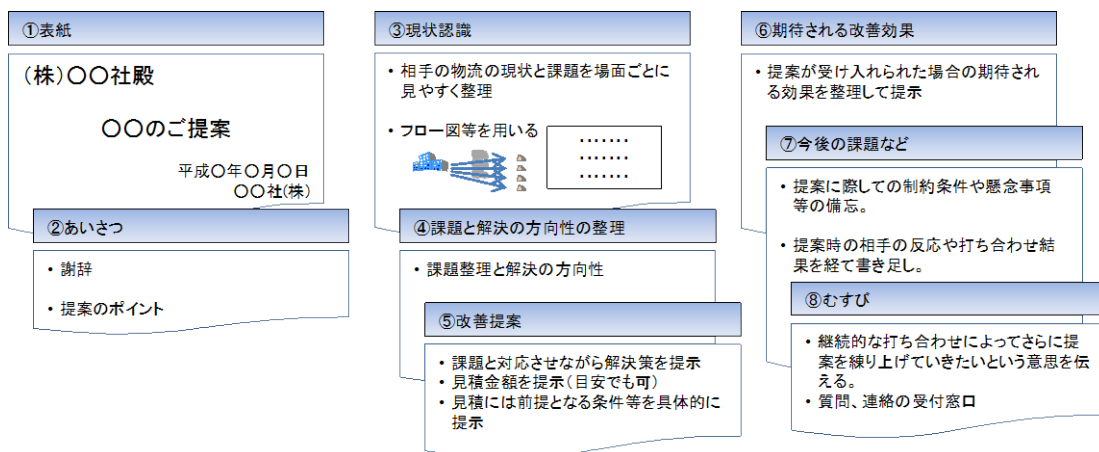 ①表紙
(株)〇〇社殿
〇〇のご提案
平成〇年〇月〇日
〇〇社(株)
②あいさつ
・謝辞
・提案のポイント
③現状認識
・相手の物流の現状と課題を場面ごとに
見やすく整理
・フロー図等を用いる
・・・・・・・
・・・・・・・
・・・・・・・
④課題と解決の方向性の整理
・課題整理と解決の方向性
⑤改善提案
・課題と対応させながら解決策を提示
・見積金額を提示(目安でも可)
・見積には前提となる条件等を具体的に
提示
⑥期待される改善効果
・提案が受け入れられた場合の期待され
る効果を整理して提示
⑦今後の課題など
・提案に際しての制約条件や懸念事項
等の備忘。
・提案時の相手の反応や打ち合わせ結
果を経て書き足し。
⑧むすび
・継続的な打ち合わせによってさらに提
案を練り上げていきたいという意思を伝
える。
・質問、連絡の受付窓口